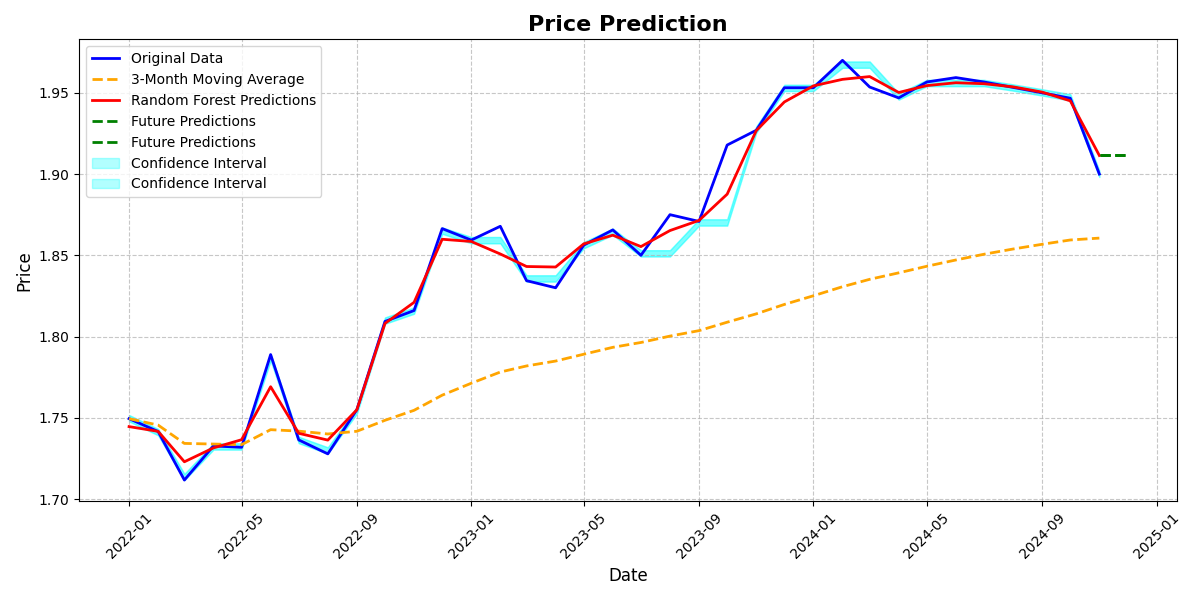 Price Prediction
Original Data
3-Month Moving Average
Random Forest Predictions
Future Predictions
Future Predictions
Confidence Interval
Confidence Interval
Price
1.95
1.90
1.85
1.80
1.75
1.70
2022-01
2022-05
2022-09
2023-01
2023-05
2023-09
2024-01
2024-05
2024-09
2025-01
Date